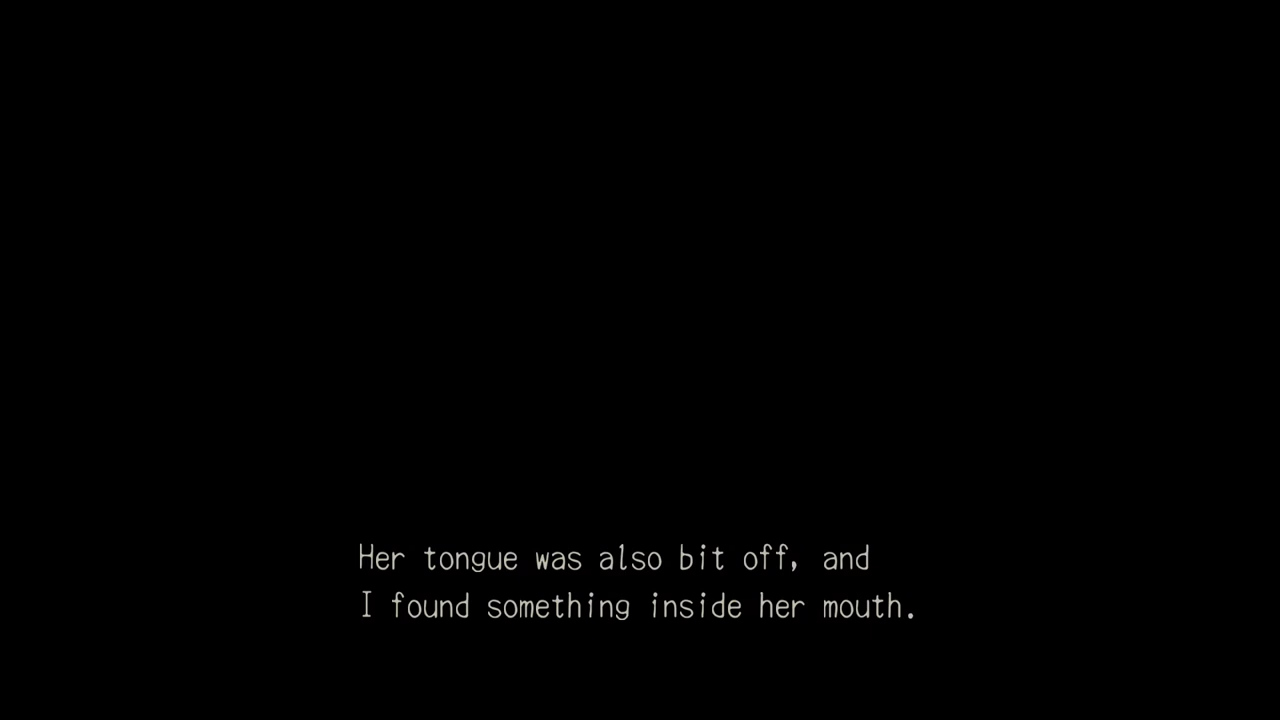 Her tongue was also bit off, and
I found something inside her mouth.